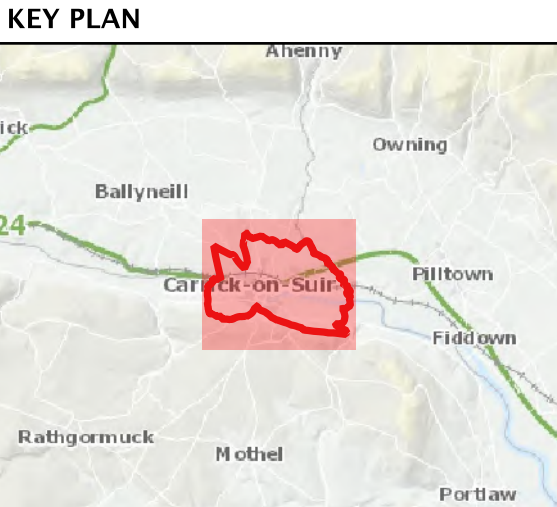 KEY PLAN
Ahenny
ick
Owning
Ballyneill
24
Pilltown
Carrick-on-Suir
Fiddown
Rathgormuck
Mothel
Portlaw